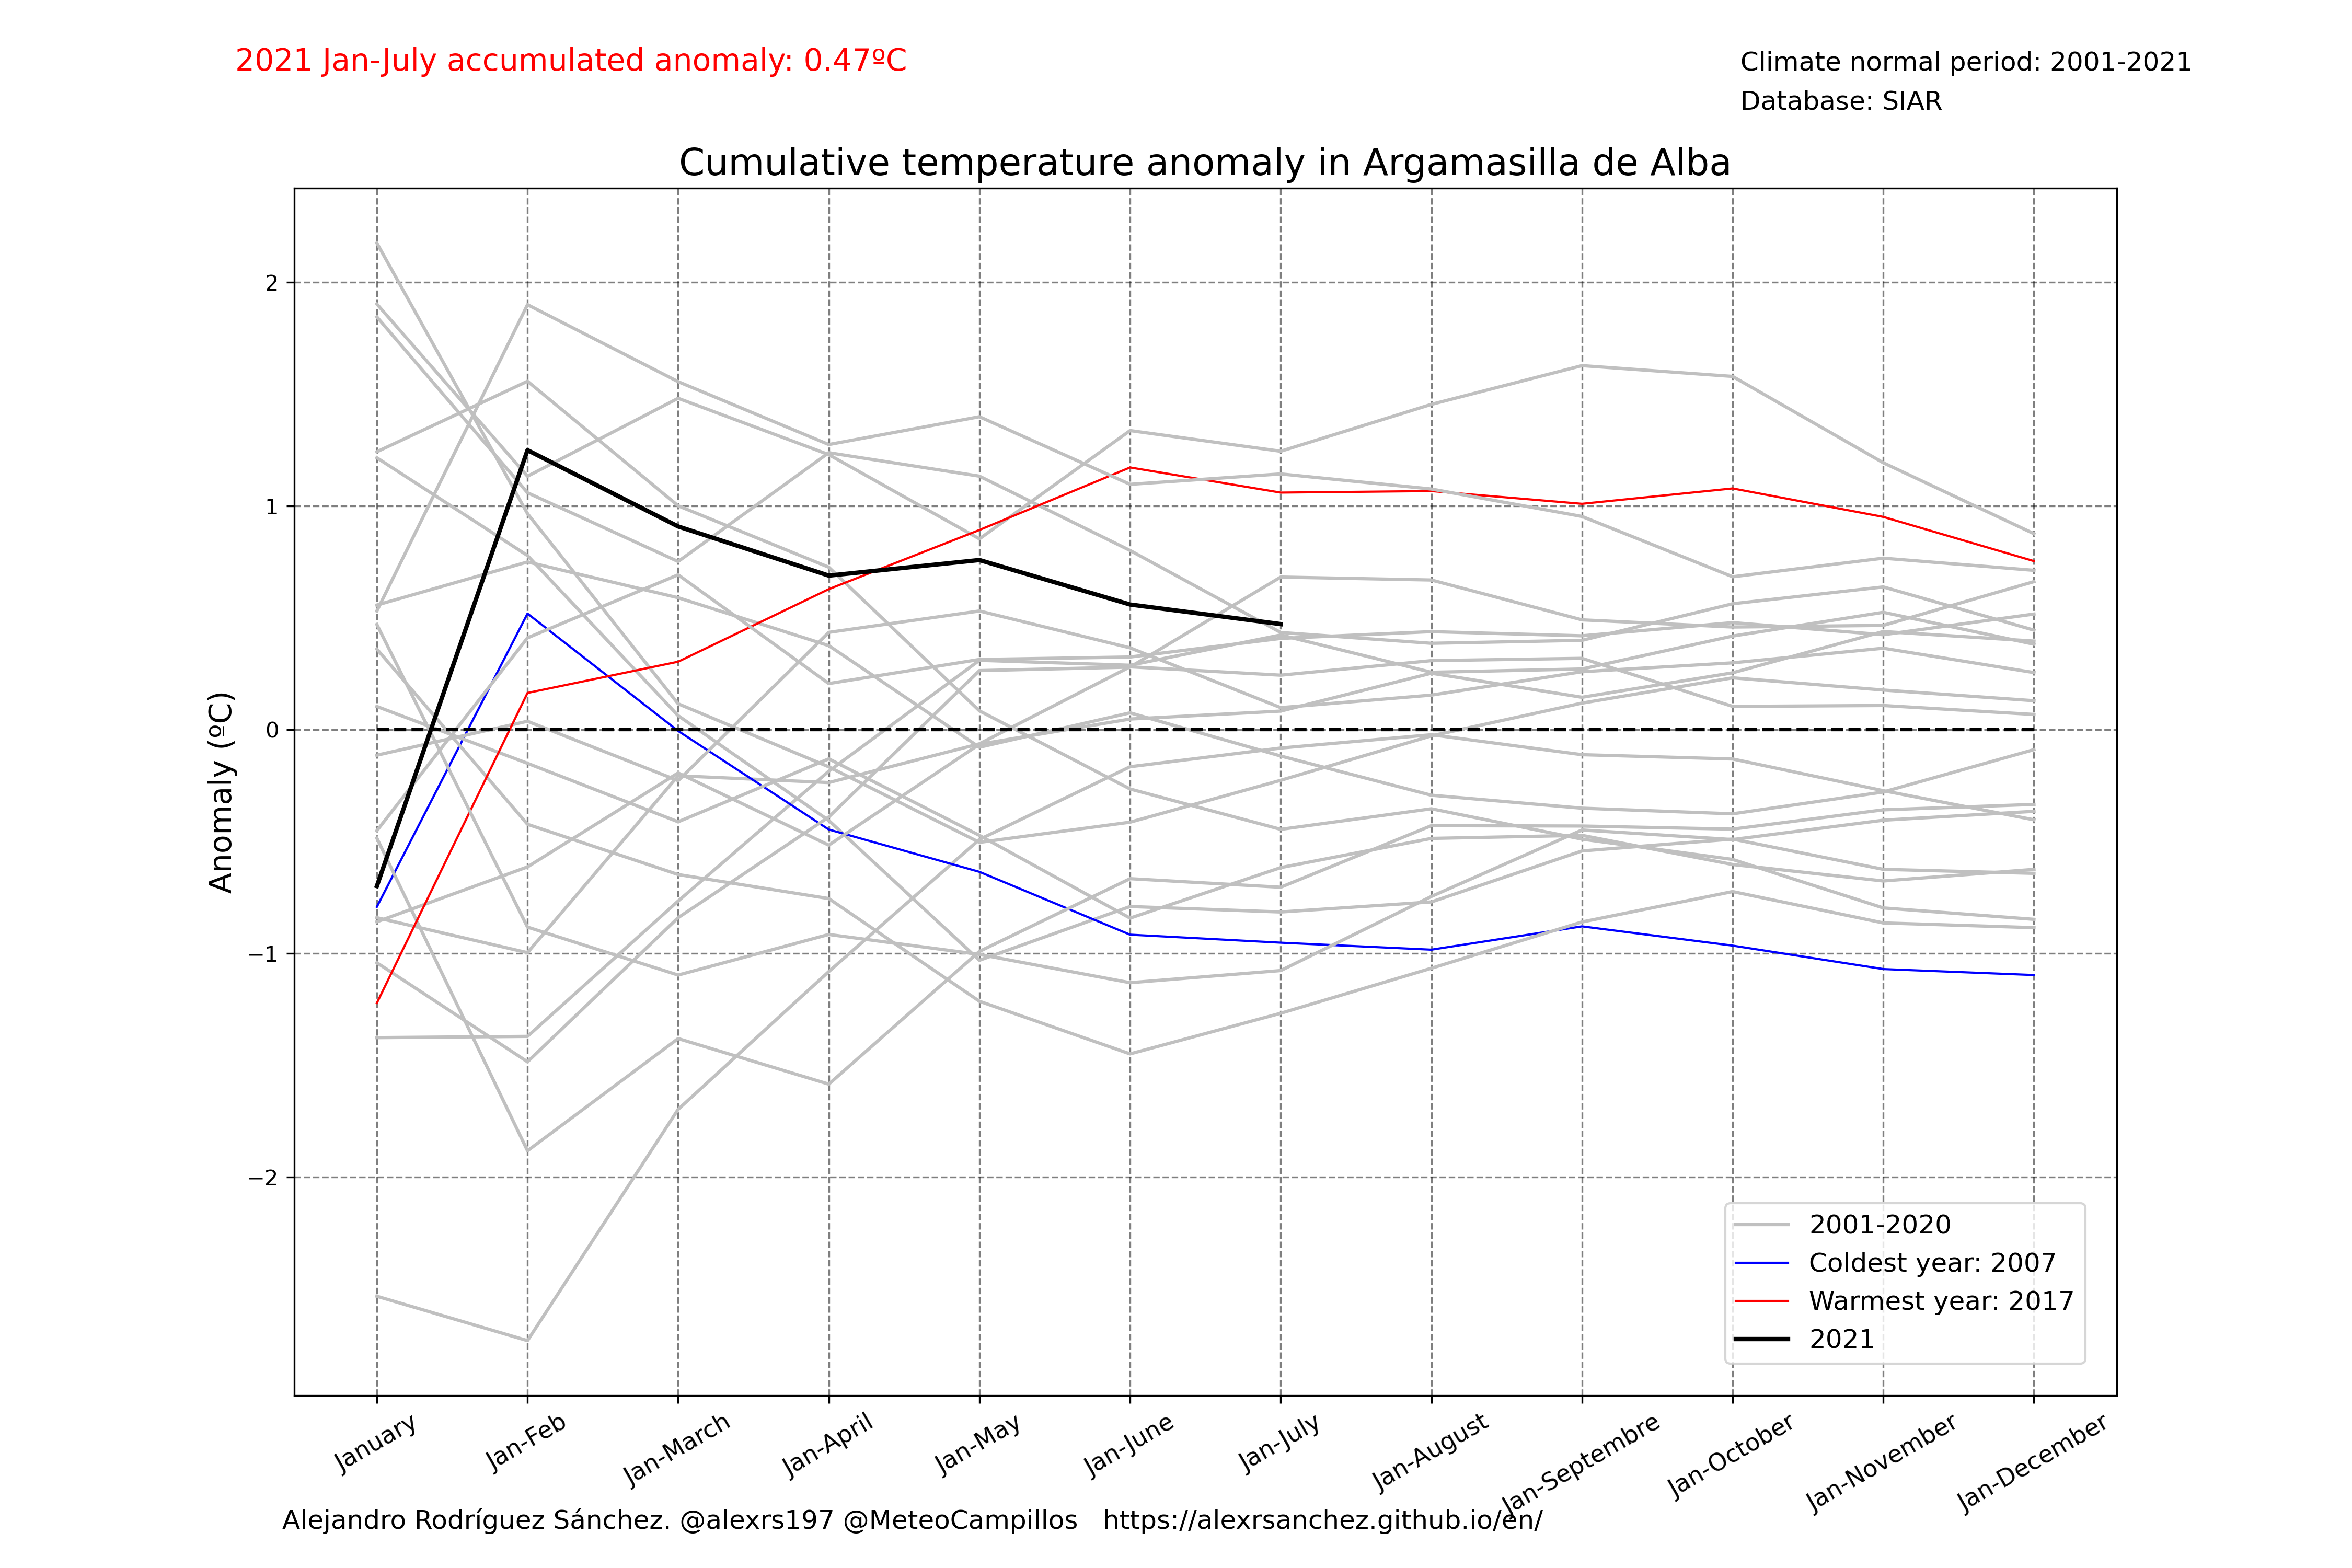 2021 Jan-July accumulated anomaly: 0.47ºC
Climate normal period: 2001-2021
Database: SIAR
Cumulative temperature anomaly in Argamasilla de Alba
Anomaly (ºC)
2
1
0
−1
−2
2001-2020
Coldest year: 2007
Warmest year: 2017
2021
January
Jan-Feb
Jan-March
Jan-April
Jan-May
Jan-June
Jan-July
Jan-August
Jan-Septembre
Jan-October
Jan-November
Jan-December
Alejandro Rodríguez Sánchez. @alexrs197 @MeteoCampillos   https://alexrsanchez.github.io/en/